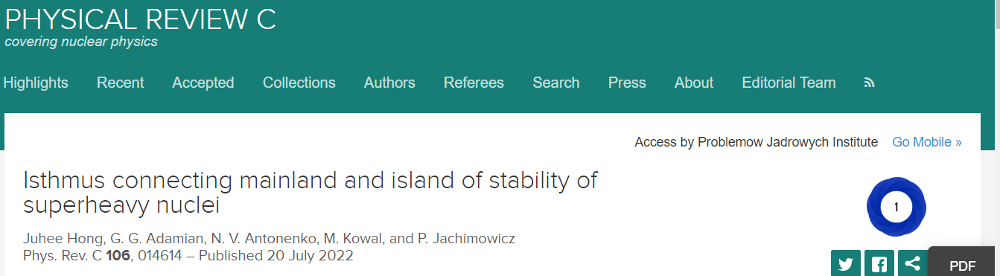 PHYSICAL REVIEW C
covering nuclear physics
Highlights Recent Accepted Collections Authors Referees Search Press About Editorial Team
Access by Problemow Jadrowych Institute Go Mobile »
Isthmus connecting mainland and island of stability of
superheavy nuclei
1
Juhee Hong, G. G. Adamian, N. V. Antonenko, M. Kowal, and P. Jachimowicz
Phys. Rev. C 106, 014614 – Published 20 July 2022
PDF